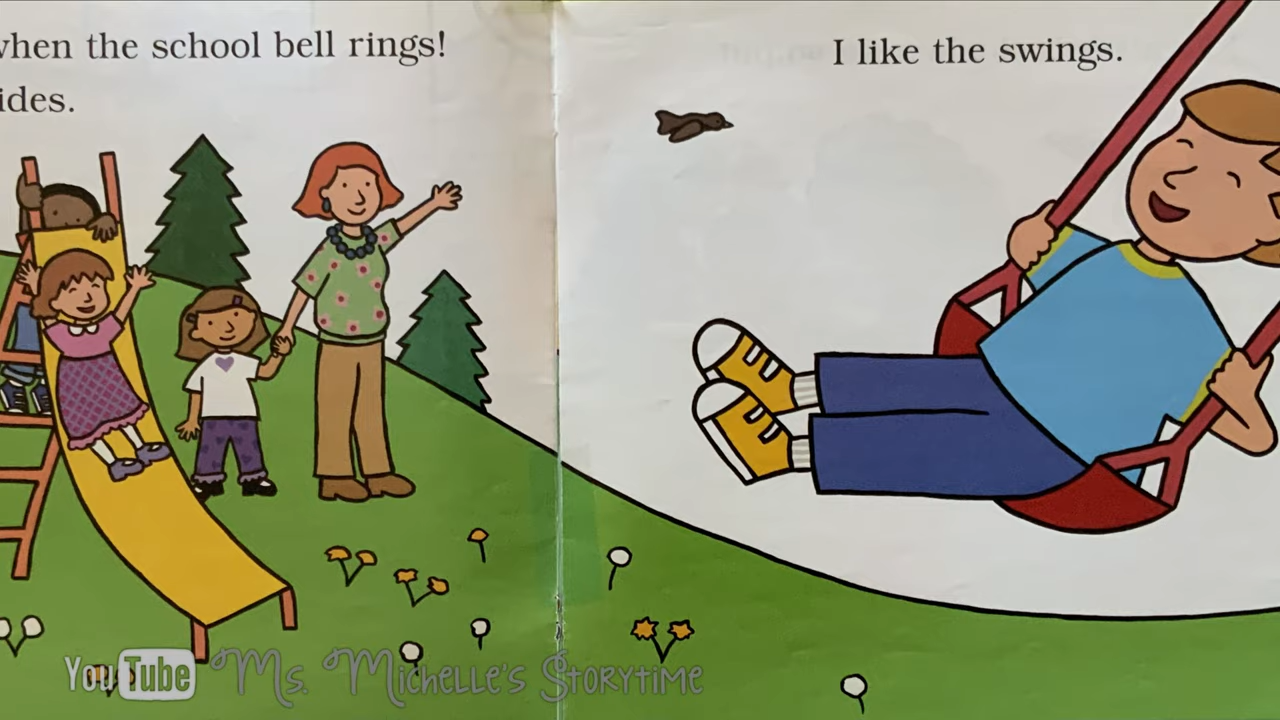 when the school bell rings!
ides.
I like the swings.
YouTube Ms. Michelle's Storytime